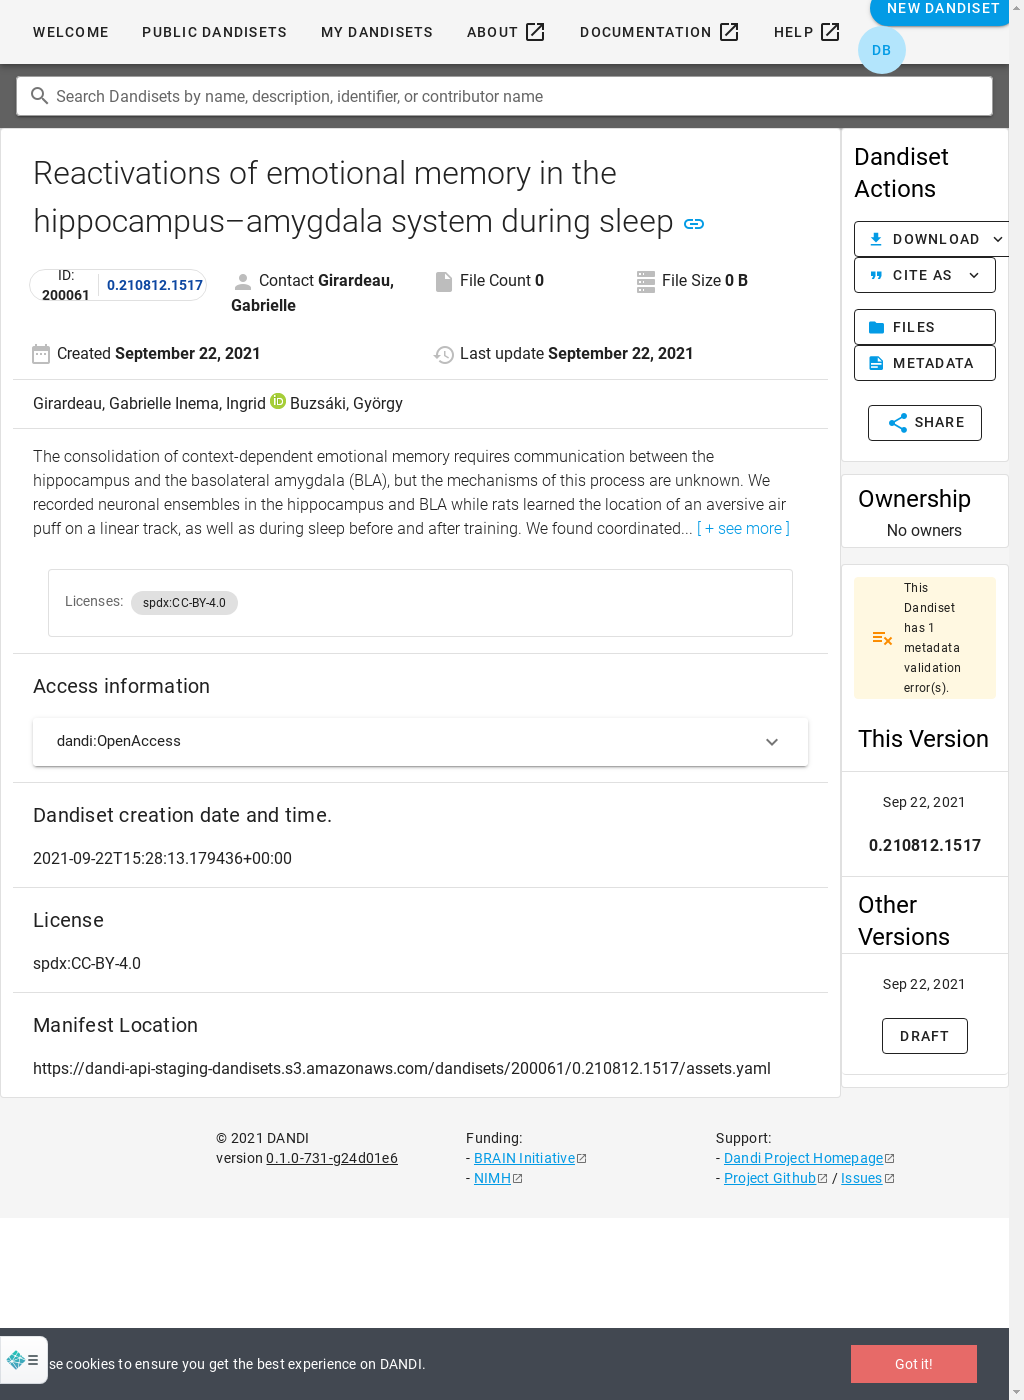 WELCOME
PUBLIC DANDISETS
MY DANDISETS
ABOUT
DOCUMENTATION
HELP
NEW DANDISET
DB
Search Dandisets by name, description, identifier, or contributor name
Reactivations of emotional memory in the
hippocampus–amygdala system during sleep
ID:
200061
0.210812.1517
Contact Girardeau,
Gabrielle
File Count 0
File Size 0 B
Created September 22, 2021
Last update September 22, 2021
Girardeau, Gabrielle Inema, Ingrid iD Buzsáki, György
The consolidation of context-dependent emotional memory requires communication between the
hippocampus and the basolateral amygdala (BLA), but the mechanisms of this process are unknown. We
recorded neuronal ensembles in the hippocampus and BLA while rats learned the location of an aversive air
puff on a linear track, as well as during sleep before and after training. We found coordinated... [ + see more ]
Licenses: spdx:CC-BY-4.0
Access information
dandi:OpenAccess
Dandiset creation date and time.
2021-09-22T15:28:13.179436+00:00
License
spdx:CC-BY-4.0
Manifest Location
https://dandi-api-staging-dandisets.s3.amazonaws.com/dandisets/200061/0.210812.1517/assets.yaml
Dandiset
Actions
DOWNLOAD
CITE AS
FILES
METADATA
SHARE
Ownership
No owners
This
Dandiset
has 1
metadata
validation
error(s).
This Version
Sep 22, 2021
0.210812.1517
Other
Versions
Sep 22, 2021
DRAFT
© 2021 DANDI
version 0.1.0-731-g24d01e6
Funding:
- BRAIN Initiative
- NIMH
Support:
- Dandi Project Homepage
- Project Github / Issues
se cookies to ensure you get the best experience on DANDI.
Got it!